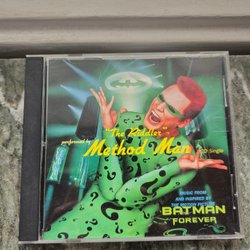 "The Riddler"
performed by
Method Man
CD Single
MUSIC FROM
AND INSPIRED BY
THE MOTION PICTURE
BATMAN
FOREVER